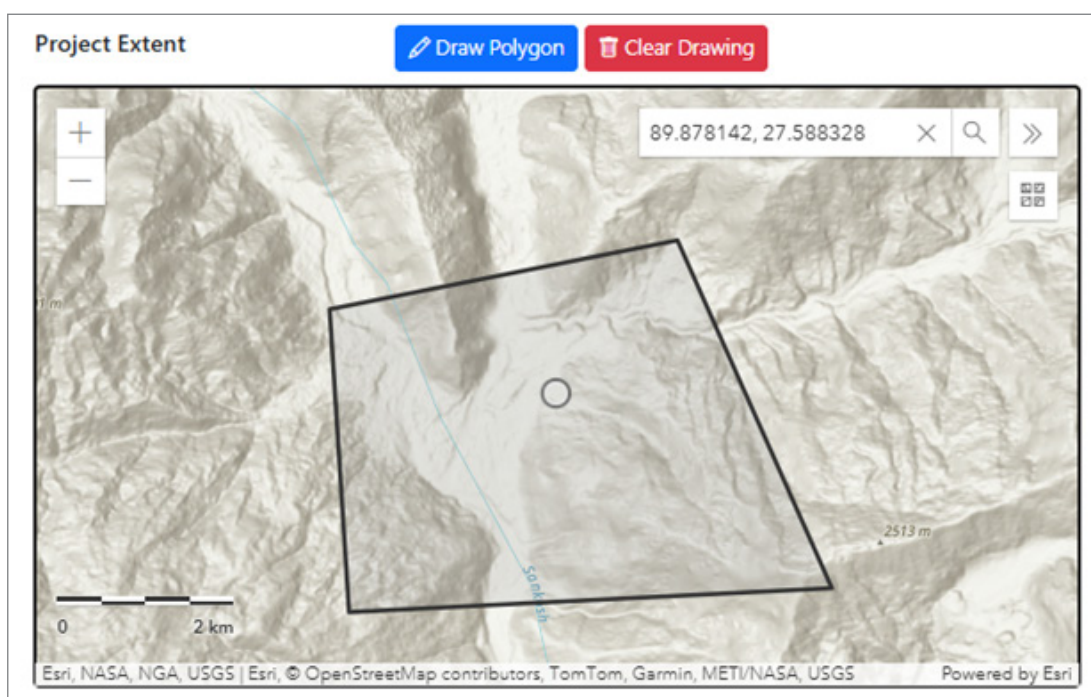 Project Extent
Draw Polygon
Clear Drawing
+
89.878142, 27.588328
−
1 m
2513 m
Sankosh
0 2 km
Esri, NASA, NGA, USGS | Esri, © OpenStreetMap contributors, TomTom, Garmin, METI/NASA, USGS
Powered by Esri